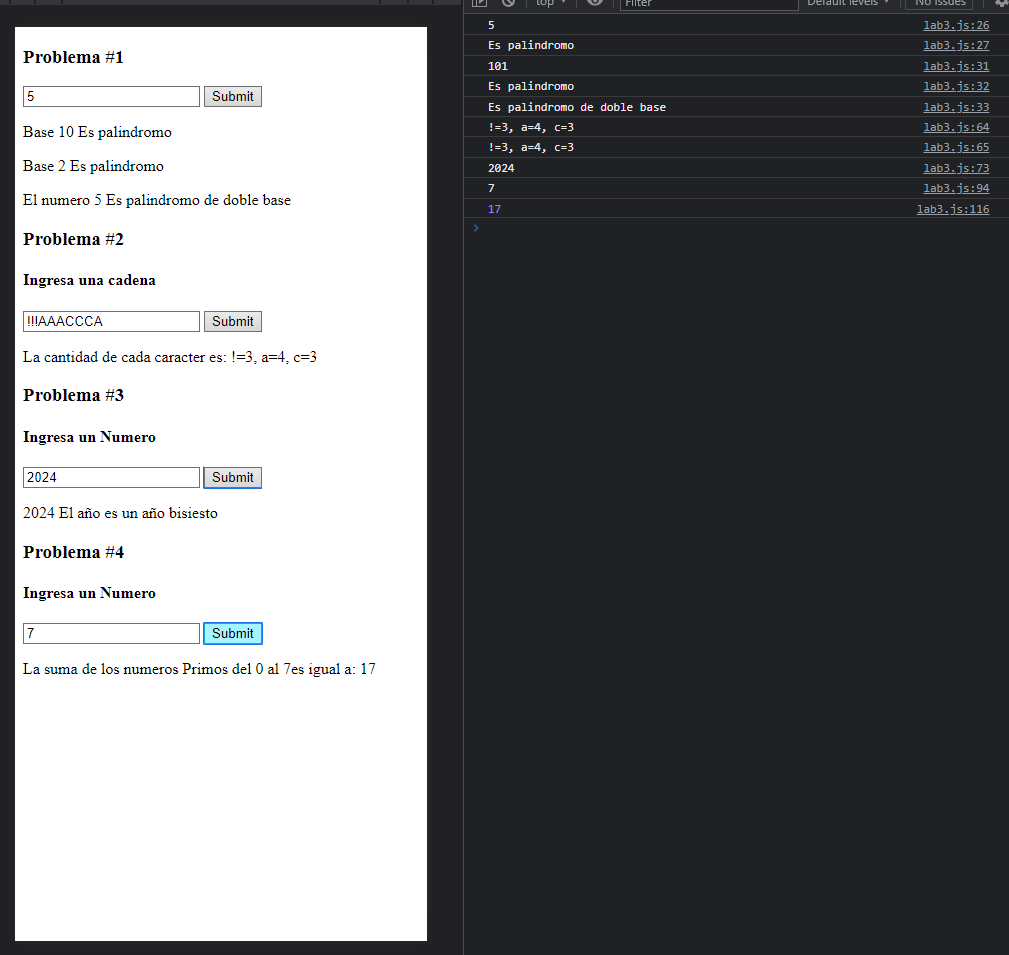 Problema #1
5 Submit
Base 10 Es palindromo
Base 2 Es palindromo
El numero 5 Es palindromo de doble base
Problema #2
Ingresa una cadena
!!!AAACCCA Submit
La cantidad de cada caracter es: !=3, a=4, c=3
Problema #3
Ingresa un Numero
2024 Submit
2024 El año es un año bisiesto
Problema #4
Ingresa un Numero
7 Submit
La suma de los numeros Primos del 0 al 7es igual a: 17
top Filter Default levels No Issues
5 lab3.js:26
Es palindromo lab3.js:27
101 lab3.js:31
Es palindromo lab3.js:32
Es palindromo de doble base lab3.js:33
!=3, a=4, c=3 lab3.js:64
!=3, a=4, c=3 lab3.js:65
2024 lab3.js:73
7 lab3.js:94
17 lab3.js:116